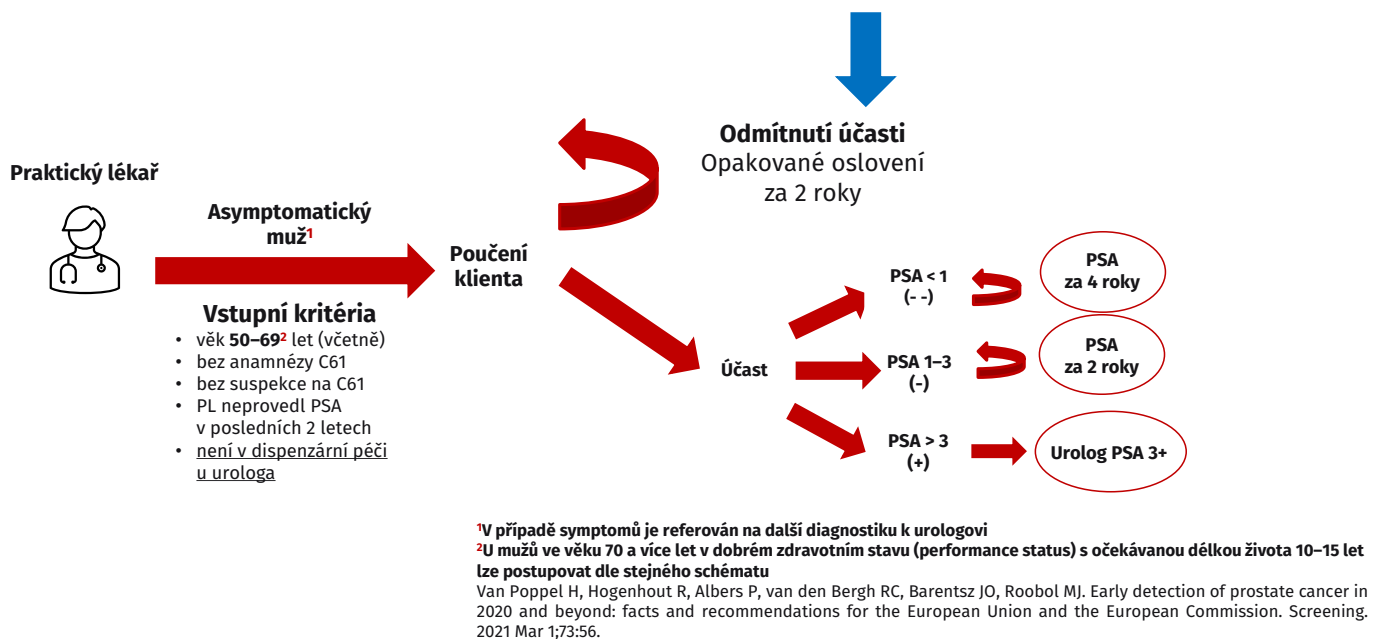 Odmítnutí účasti
Opakované oslovení
za 2 roky
Praktický lékař
Asymptomatický
muž¹
Poučení
klienta
Vstupní kritéria
• věk 50–69² let (včetně)
• bez anamnézy C61
• bez suspekce na C61
• PL neprovedl PSA
v posledních 2 letech
• není v dispenzární péči
u urologa
Účast
PSA < 1
(- -)
PSA
za 4 roky
PSA 1–3
(-)
PSA
za 2 roky
PSA > 3
(+)
Urolog PSA 3+
¹V případě symptomů je referován na další diagnostiku k urologovi
²U mužů ve věku 70 a více let v dobrém zdravotním stavu (performance status) s očekávanou délkou života 10–15 let
lze postupovat dle stejného schématu
Van Poppel H, Hogenhout R, Albers P, van den Bergh RC, Barentsz JO, Roobol MJ. Early detection of prostate cancer in
2020 and beyond: facts and recommendations for the European Union and the European Commission. Screening.
2021 Mar 1;73:56.